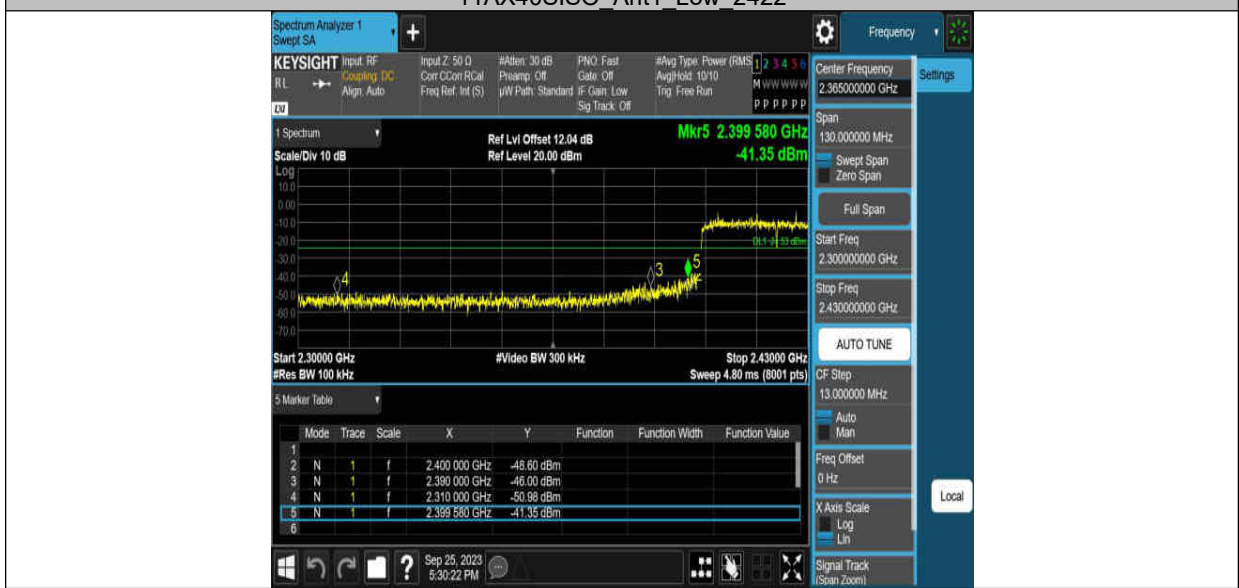 11AX40SISO_Ant1_Low_2422
Spectrum Analyzer 1
Swept SA
Frequency
KEYSIGHT
RL
LXI
Input: RF
Coupling: DC
Align: Auto
Input Z: 50 Ω
Corr CCorr RCal
Freq Ref: Int (S)
#Atten: 30 dB
Preamp: Off
µW Path: Standard
PNO: Fast
Gate: Off
IF Gain: Low
Sig Track: Off
#Avg Type: Power (RMS
Avg|Hold: 10/10
Trig: Free Run
1 2 3 4 5 6
M W W W W W
P P P P P P
1 Spectrum
Scale/Div 10 dB
Log
Ref Lvl Offset 12.04 dB
Ref Level 20.00 dBm
Mkr5 2.399 580 GHz
-41.35 dBm
10.0
0.00
-10.0
-20.0
-30.0
-40.0
-50.0
-60.0
-70.0
4
3
5
Start 2.30000 GHz
#Res BW 100 kHz
#Video BW 300 kHz
Stop 2.43000 GHz
Sweep 4.80 ms (8001 pts)
5 Marker Table
Mode Trace Scale X Y Function Function Width Function Value
1
2 N 1 f 2.400 000 GHz -48.60 dBm
3 N 1 f 2.390 000 GHz -46.00 dBm
4 N 1 f 2.310 000 GHz -50.98 dBm
5 N 1 f 2.399 580 GHz -41.35 dBm
6
?
Sep 25, 2023
5:30:22 PM
Center Frequency
2.365000000 GHz
Span
130.000000 MHz
Swept Span
Zero Span
Full Span
Start Freq
2.300000000 GHz
Stop Freq
2.430000000 GHz
AUTO TUNE
CF Step
13.000000 MHz
Auto
Man
Freq Offset
0 Hz
X Axis Scale
Log
Lin
Signal Track
(Span Zoom)
Settings
Local